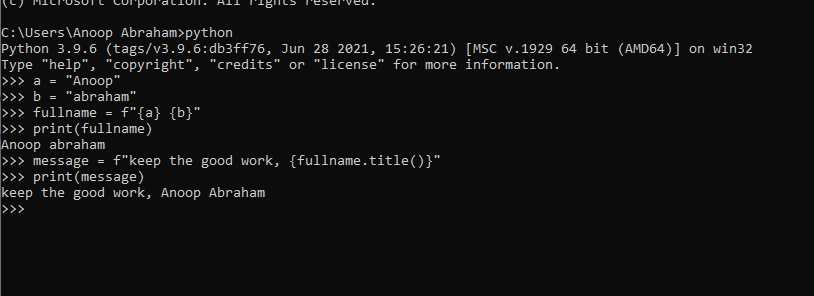 (c) Microsoft Corporation. All rights reserved.
C:\Users\Anoop Abraham>python
Python 3.9.6 (tags/v3.9.6:db3ff76, Jun 28 2021, 15:26:21) [MSC v.1929 64 bit (AMD64)] on win32
Type "help", "copyright", "credits" or "license" for more information.
>>> a = "Anoop"
>>> b = "abraham"
>>> fullname = f"{a} {b}"
>>> print(fullname)
Anoop abraham
>>> message = f"keep the good work, {fullname.title()}"
>>> print(message)
keep the good work, Anoop Abraham
>>>